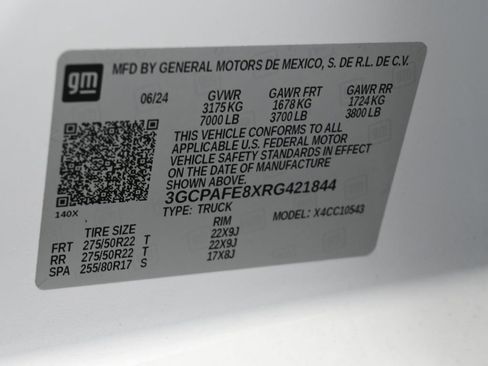 gm MFD BY GENERAL MOTORS DE MEXICO, S. DE R.L. DE C.V.
06/24 GVWR GAWR FRT GAWR RR
3175 KG 1678 KG 1724 KG
7000 LB 3700 LB 3800 LB
THIS VEHICLE CONFORMS TO ALL
APPLICABLE U.S. FEDERAL MOTOR
VEHICLE SAFETY STANDARDS IN EFFECT
ON THE DATE OF MANUFACTURE
SHOWN ABOVE.
3GCPAFE8XRG421844
140X TYPE: TRUCK MODEL: X4CC10543
TIRE SIZE RIM
FRT 275/50R22 T 22X9J
RR 275/50R22 T 22X9J
SPA 255/80R17 S 17X8J